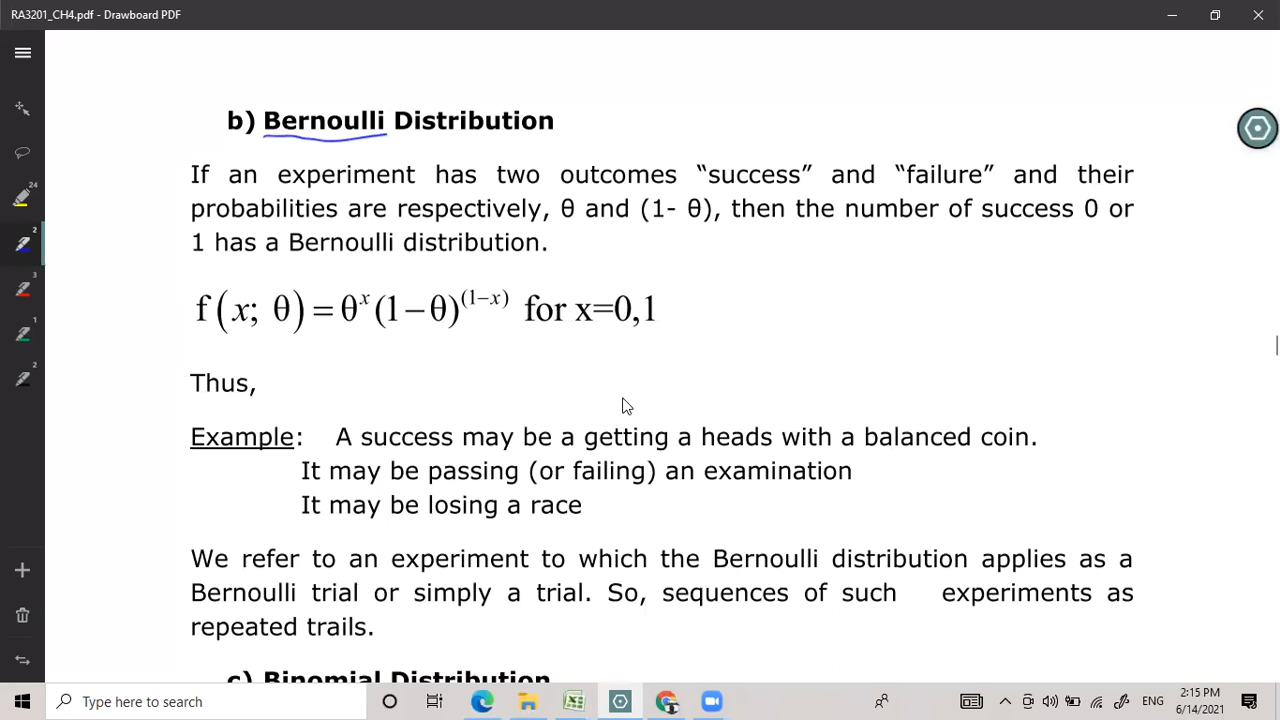 RA3201_CH4.pdf - Drawboard PDF
b) Bernoulli Distribution
If an experiment has two outcomes “success” and “failure” and their
probabilities are respectively, θ and (1- θ), then the number of success 0 or
1 has a Bernoulli distribution.
f(x; θ) = θ^x (1−θ)^(1−x) for x=0,1
Thus,
Example: A success may be a getting a heads with a balanced coin.
It may be passing (or failing) an examination
It may be losing a race
We refer to an experiment to which the Bernoulli distribution applies as a
Bernoulli trial or simply a trial. So, sequences of such experiments as
repeated trails.
c) Binomial Distribution
24
2
3
1
2
Type here to search
ENG
2:15 PM
6/14/2021